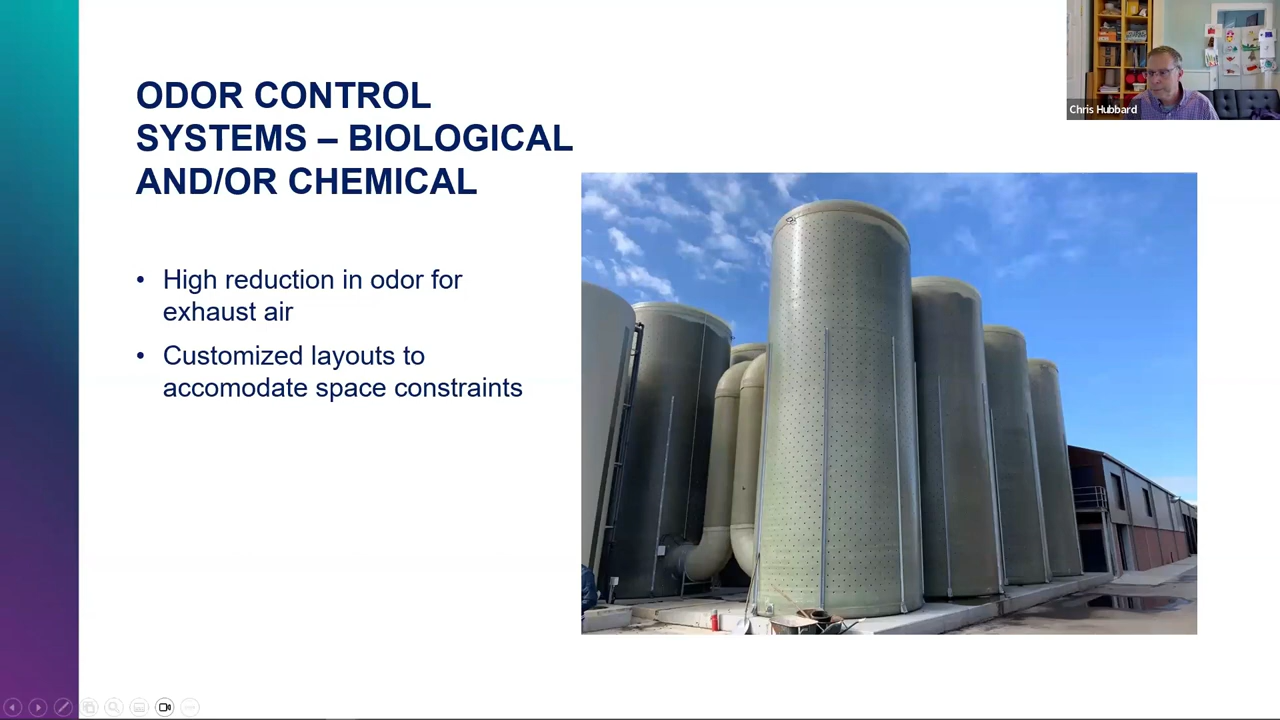 ODOR CONTROL
SYSTEMS – BIOLOGICAL
AND/OR CHEMICAL
• High reduction in odor for
exhaust air
• Customized layouts to
accomodate space constraints
Chris Hubbard